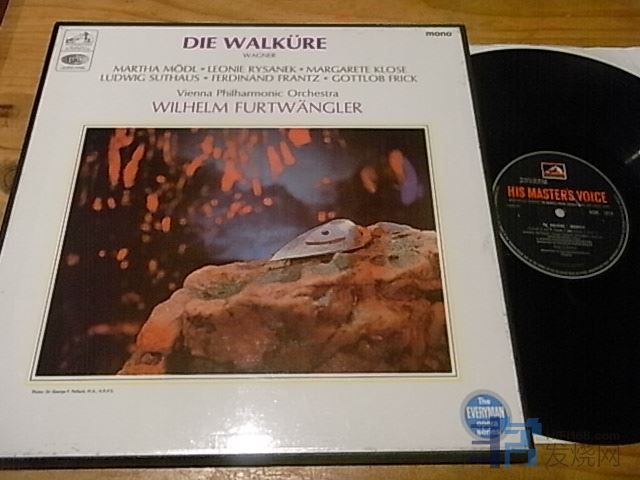 mono
DIE WALKÜRE
WAGNER
MARTHA MÖDL • LEONIE RYSANEK • MARGARETE KLOSE
LUDWIG SUTHAUS • FERDINAND FRANTZ • GOTTLOB FRICK
Vienna Philharmonic Orchestra
WILHELM FURTWÄNGLER
HIS MASTER'S VOICE
The
EVERYMAN
opera
series
发烧网